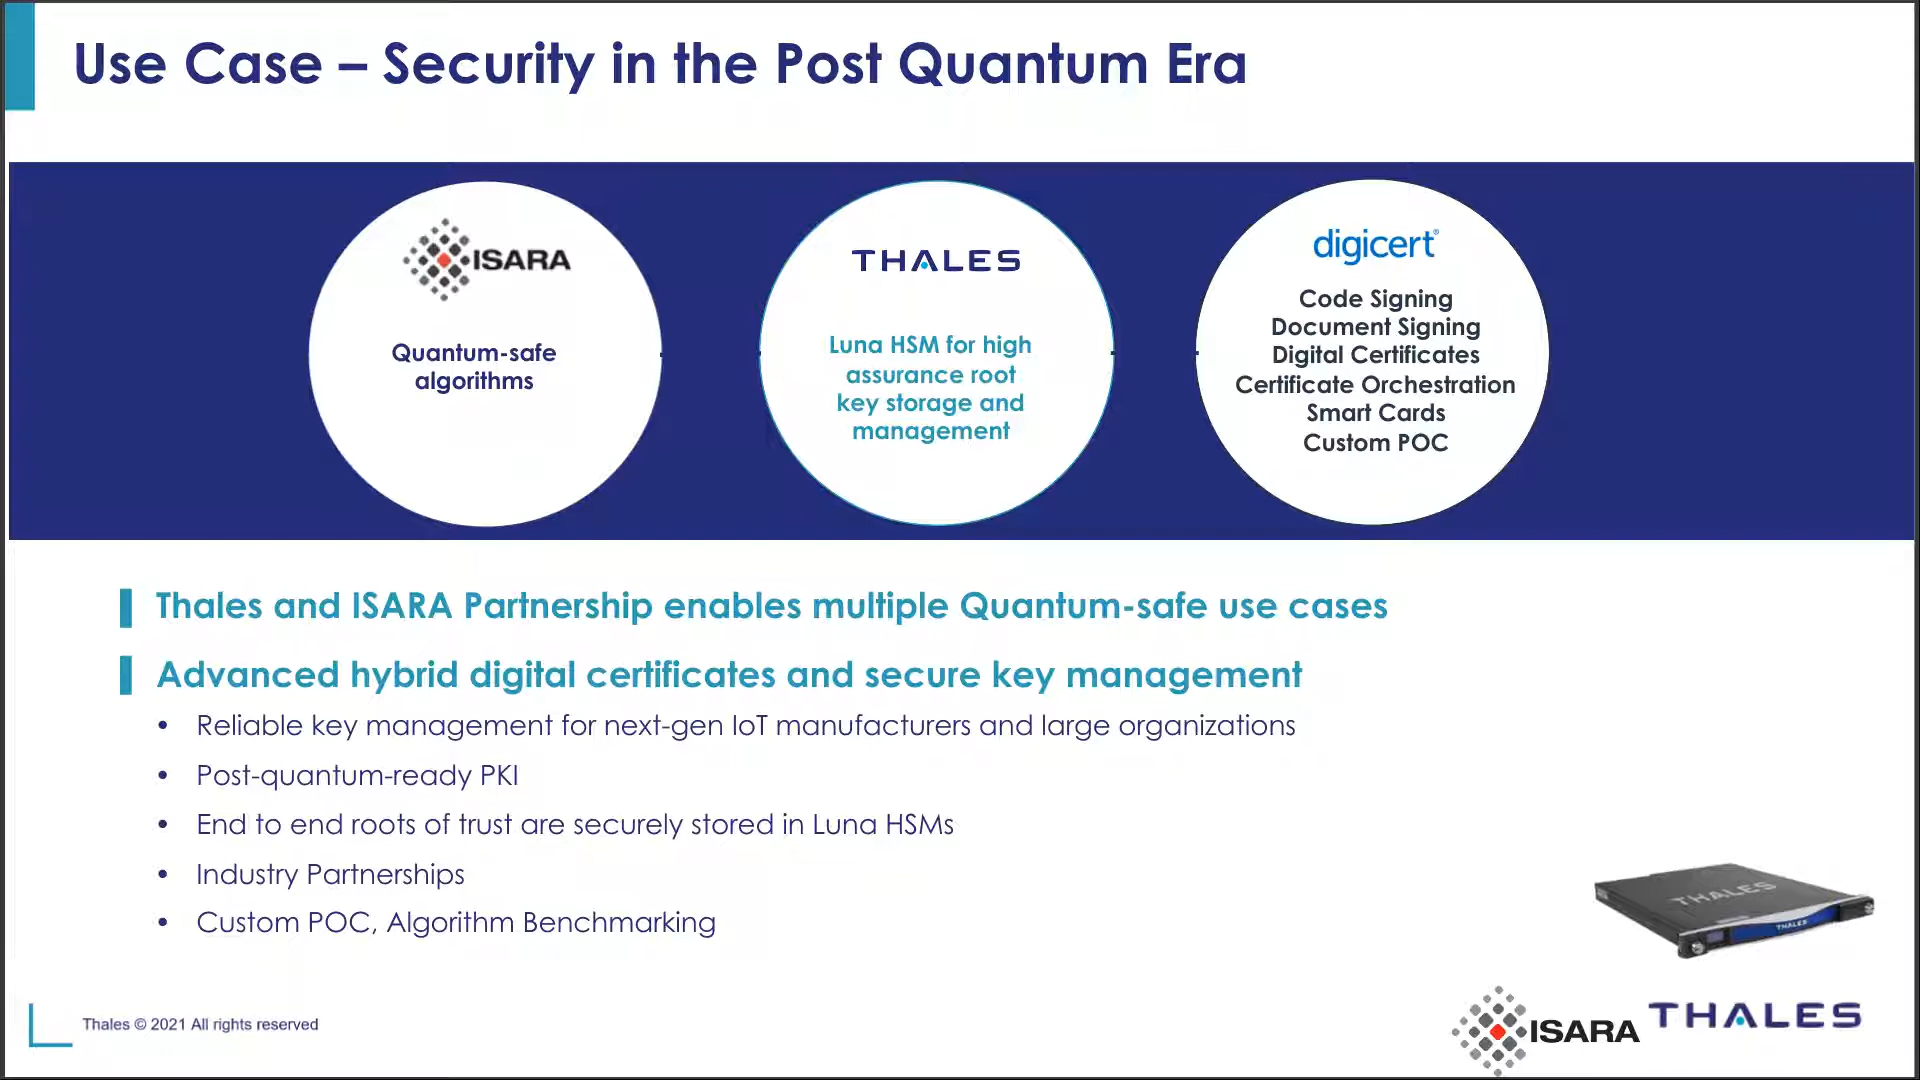 Use Case – Security in the Post Quantum Era
ISARA
Quantum-safe
algorithms
THALES
Luna HSM for high
assurance root
key storage and
management
digicert®
Code Signing
Document Signing
Digital Certificates
Certificate Orchestration
Smart Cards
Custom POC
Thales and ISARA Partnership enables multiple Quantum-safe use cases
Advanced hybrid digital certificates and secure key management
• Reliable key management for next-gen IoT manufacturers and large organizations
• Post-quantum-ready PKI
• End to end roots of trust are securely stored in Luna HSMs
• Industry Partnerships
• Custom POC, Algorithm Benchmarking
THALES
THALES
Thales © 2021 All rights reserved
ISARA
THALES